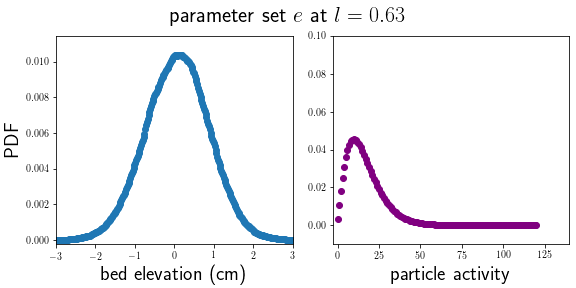 parameter set e at l = 0.63
PDF
0.010
0.008
0.006
0.004
0.002
0.000
−3 −2 −1 0 1 2 3
bed elevation (cm)
0.10
0.08
0.06
0.04
0.02
0.00
0 25 50 75 100 125
particle activity